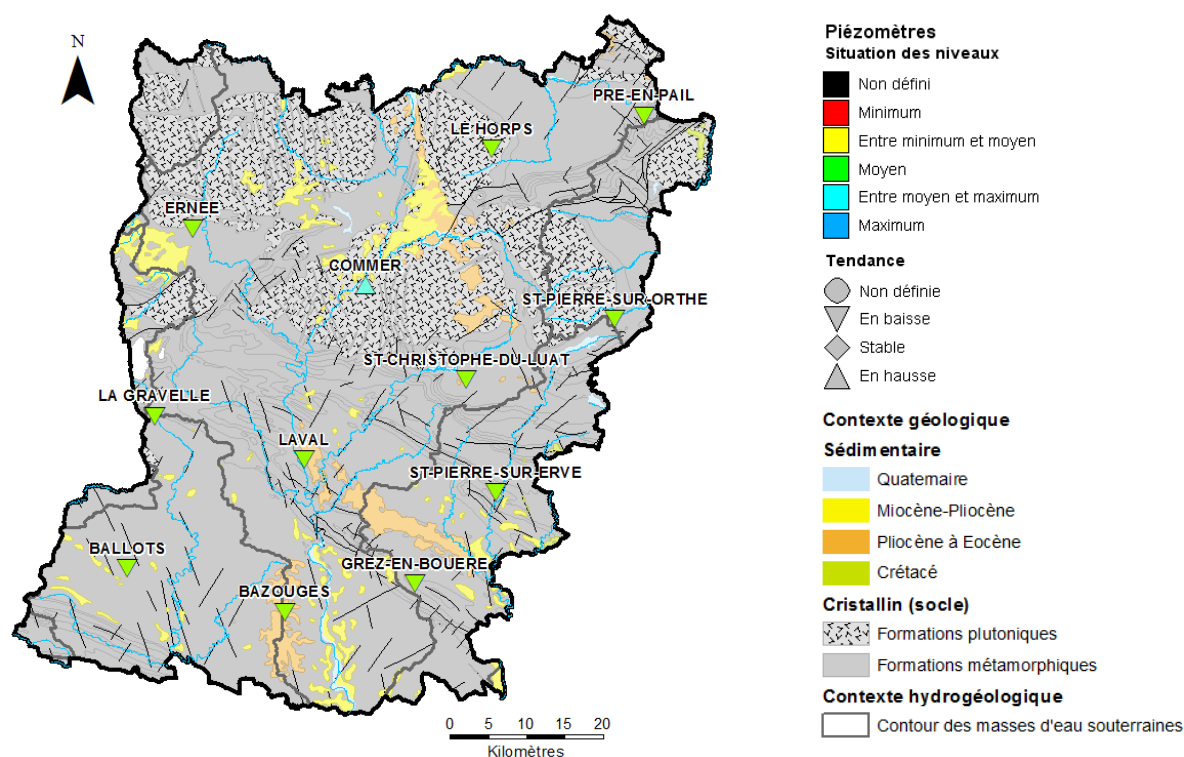 N
PRE-EN-PAIL
LE HORPS
ERNEE
COMMER
ST-PIERRE-SUR-ORTHE
ST-CHRISTOPHE-DU-LUAT
LA GRAVELLE
LAVAL
ST-PIERRE-SUR-ERVE
BALLOTS
GREZ-EN-BOUERE
BAZOUGES
0 5 10 15 20
Kilomètres
Piézomètres
Situation des niveaux
Non défini
Minimum
Entre minimum et moyen
Moyen
Entre moyen et maximum
Maximum
Tendance
Non définie
En baisse
Stable
En hausse
Contexte géologique
Sédimentaire
Quaternaire
Miocène-Pliocène
Pliocène à Eocène
Crétacé
Cristallin (socle)
Formations plutoniques
Formations métamorphiques
Contexte hydrogéologique
Contour des masses d'eau souterraines